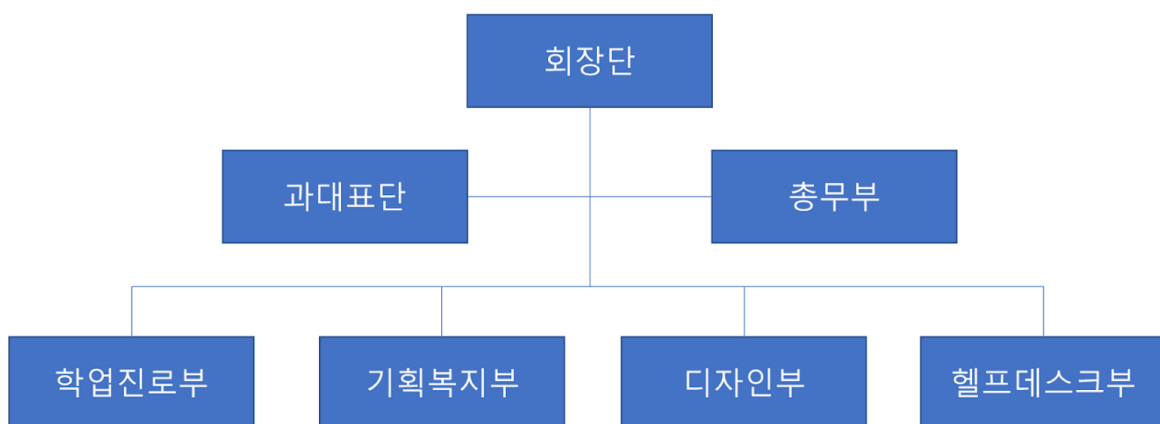 회장단
과대표단
총무부
학업진로부
기획복지부
디자인부
헬프데스크부